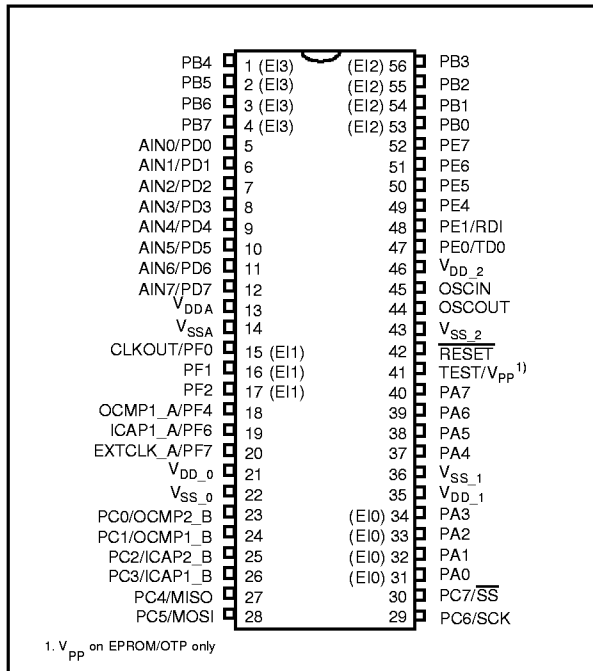 PB4 1 (EI3) (EI2) 56 PB3
PB5 2 (EI3) (EI2) 55 PB2
PB6 3 (EI3) (EI2) 54 PB1
PB7 4 (EI3) (EI2) 53 PB0
AIN0/PD0 5 52 PE7
AIN1/PD1 6 51 PE6
AIN2/PD2 7 50 PE5
AIN3/PD3 8 49 PE4
AIN4/PD4 9 48 PE1/RDI
AIN5/PD5 10 47 PE0/TD0
AIN6/PD6 11 46 VDD_2
AIN7/PD7 12 45 OSCIN
VDDA 13 44 OSCOUT
VSSA 14 43 VSS_2
CLKOUT/PF0 15 (EI1) 42 RESET
PF1 16 (EI1) 41 TEST/VPP1)
PF2 17 (EI1) 40 PA7
OCMP1_A/PF4 18 39 PA6
ICAP1_A/PF6 19 38 PA5
EXTCLK_A/PF7 20 37 PA4
VDD_0 21 36 VSS_1
VSS_0 22 35 VDD_1
PC0/OCMP2_B 23 (EI0) 34 PA3
PC1/OCMP1_B 24 (EI0) 33 PA2
PC2/ICAP2_B 25 (EI0) 32 PA1
PC3/ICAP1_B 26 (EI0) 31 PA0
PC4/MISO 27 30 PC7/SS
PC5/MOSI 28 29 PC6/SCK
1. VPP on EPROM/OTP only